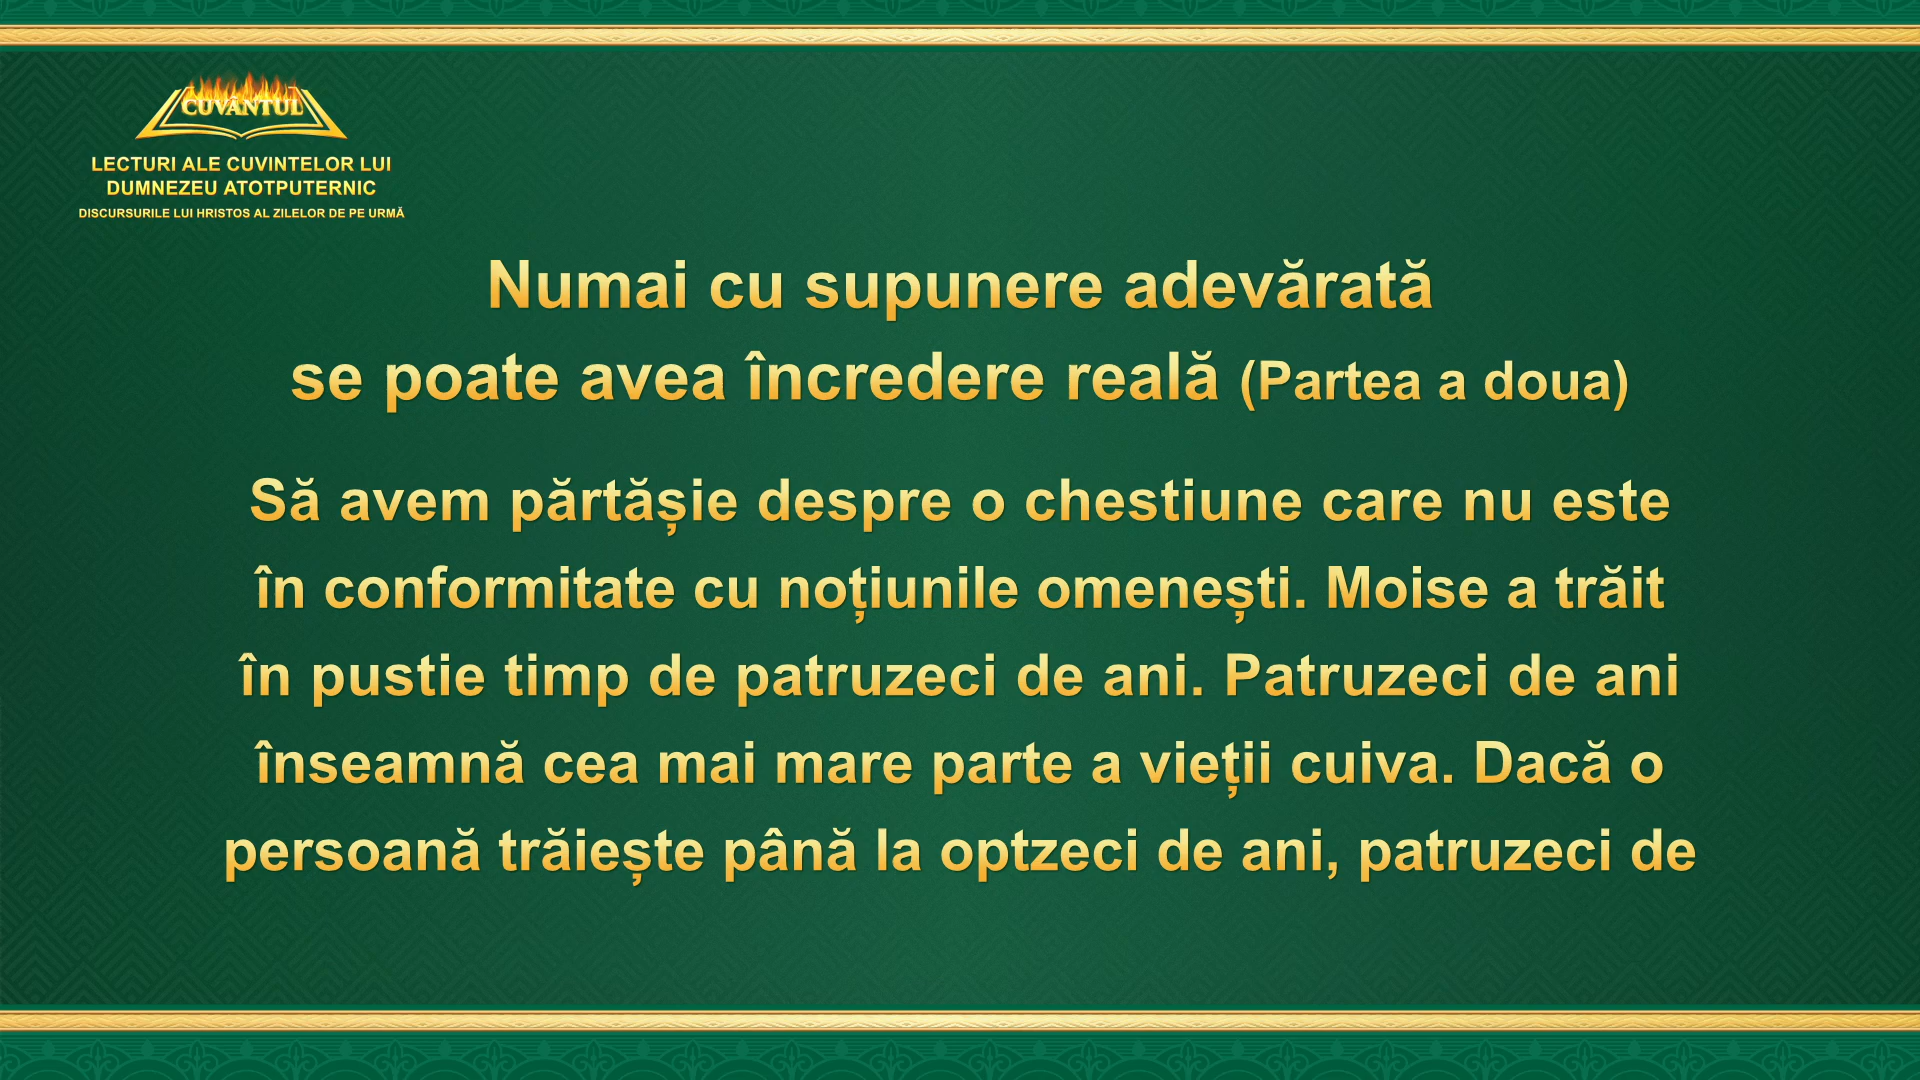 CUVÂNTUL
LECTURI ALE CUVINTELOR LUI
DUMNEZEU ATOTPUTERNIC
DISCURSURILE LUI HRISTOS AL ZILELOR DE PE URMĂ
Numai cu supunere adevărată
se poate avea încredere reală (Partea a doua)
Să avem părtășie despre o chestiune care nu este
în conformitate cu noțiunile omenești. Moise a trăit
în pustie timp de patruzeci de ani. Patruzeci de ani
înseamnă cea mai mare parte a vieții cuiva. Dacă o
persoană trăiește până la optzeci de ani, patruzeci de